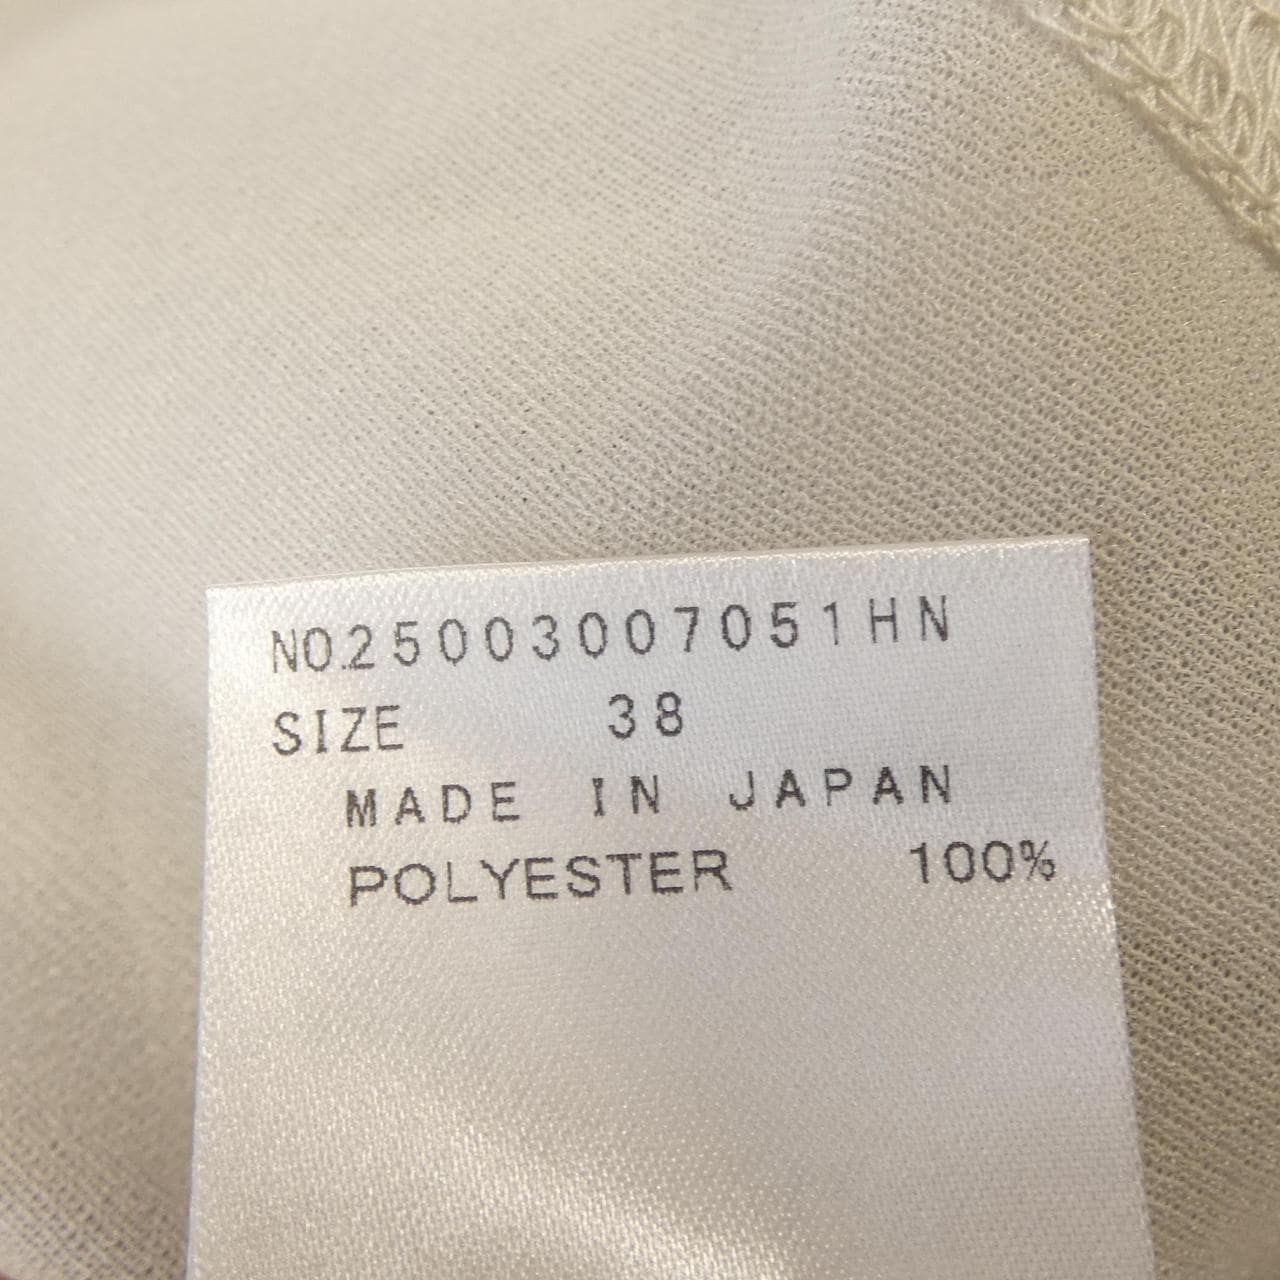 NO.25003007051HN
SIZE 38
MADE IN JAPAN
POLYESTER 100%